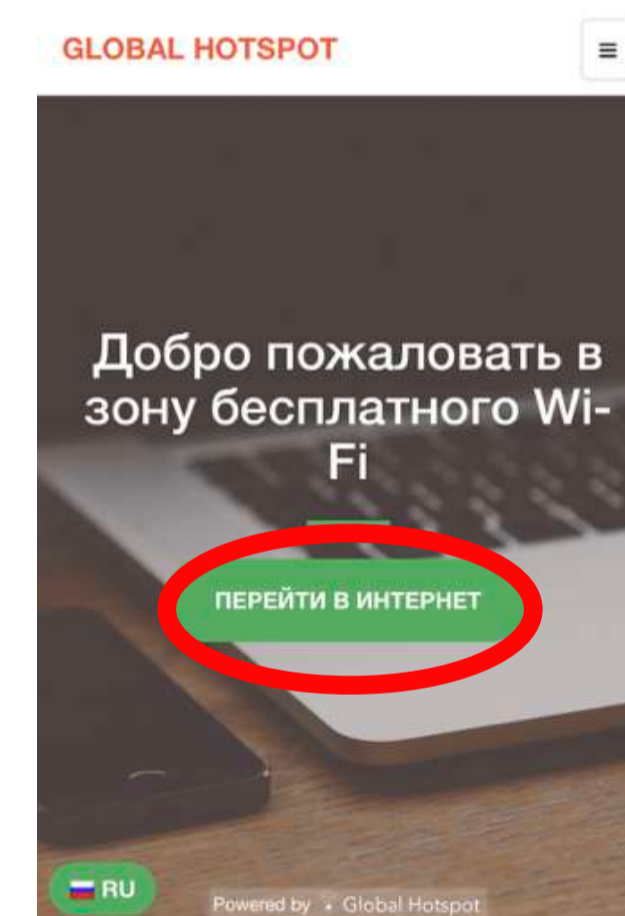 GLOBAL HOTSPOT
Добро пожаловать в
зону бесплатного Wi-
Fi
ПЕРЕЙТИ В ИНТЕРНЕТ
RU
Powered by • Global Hotspot